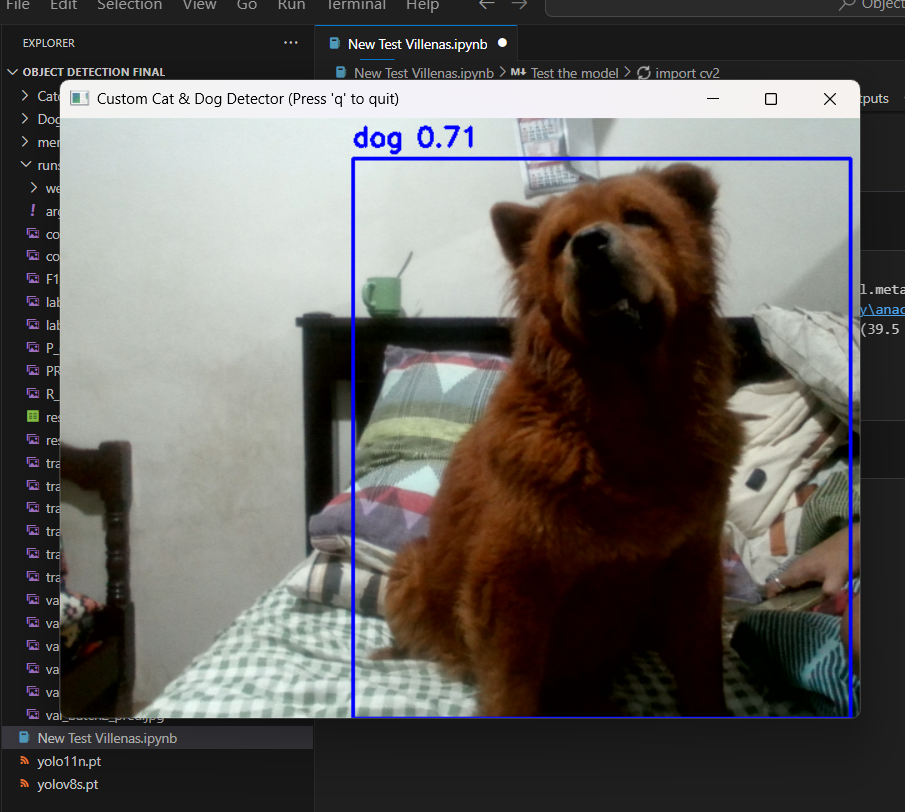 File Edit Selection View Go Run Terminal Help
Object
EXPLORER
New Test Villenas.ipynb
OBJECT DETECTION FINAL
New Test Villenas.ipynb > M↓ Test the model > import cv2
Custom Cat & Dog Detector (Press 'q' to quit)
tputs
Cat
Dog
mer
runs
we
arg
co
co
F1
lab
lab
P_
PR
R_
res
res
tra
tra
tra
tra
tra
tra
va
va
va
va
va
val_batch2_pred.jpg
dog 0.71
l.meta
y\anac
(39.5
New Test Villenas.ipynb
yolo11n.pt
yolov8s.pt